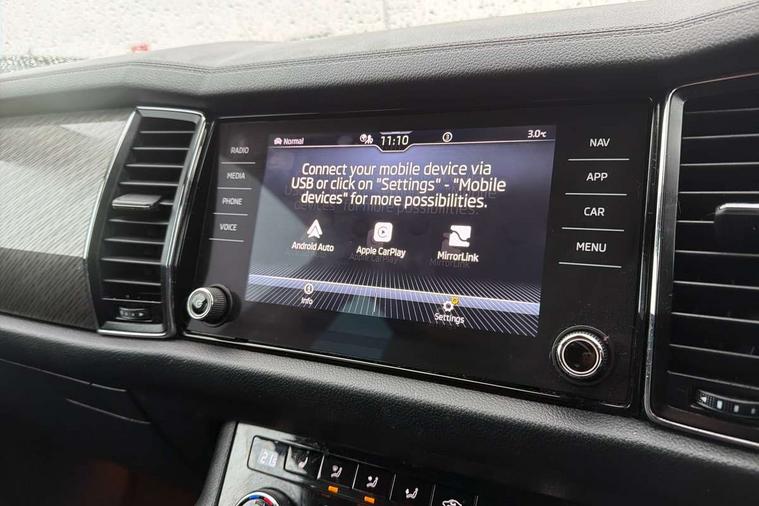 Normal
11:10
3.0°C
Connect your mobile device via
USB or click on "Settings" - "Mobile
devices" for more possibilities.
Android Auto
Apple CarPlay
MirrorLink
Info
Settings
RADIO
MEDIA
PHONE
VOICE
NAV
APP
CAR
MENU